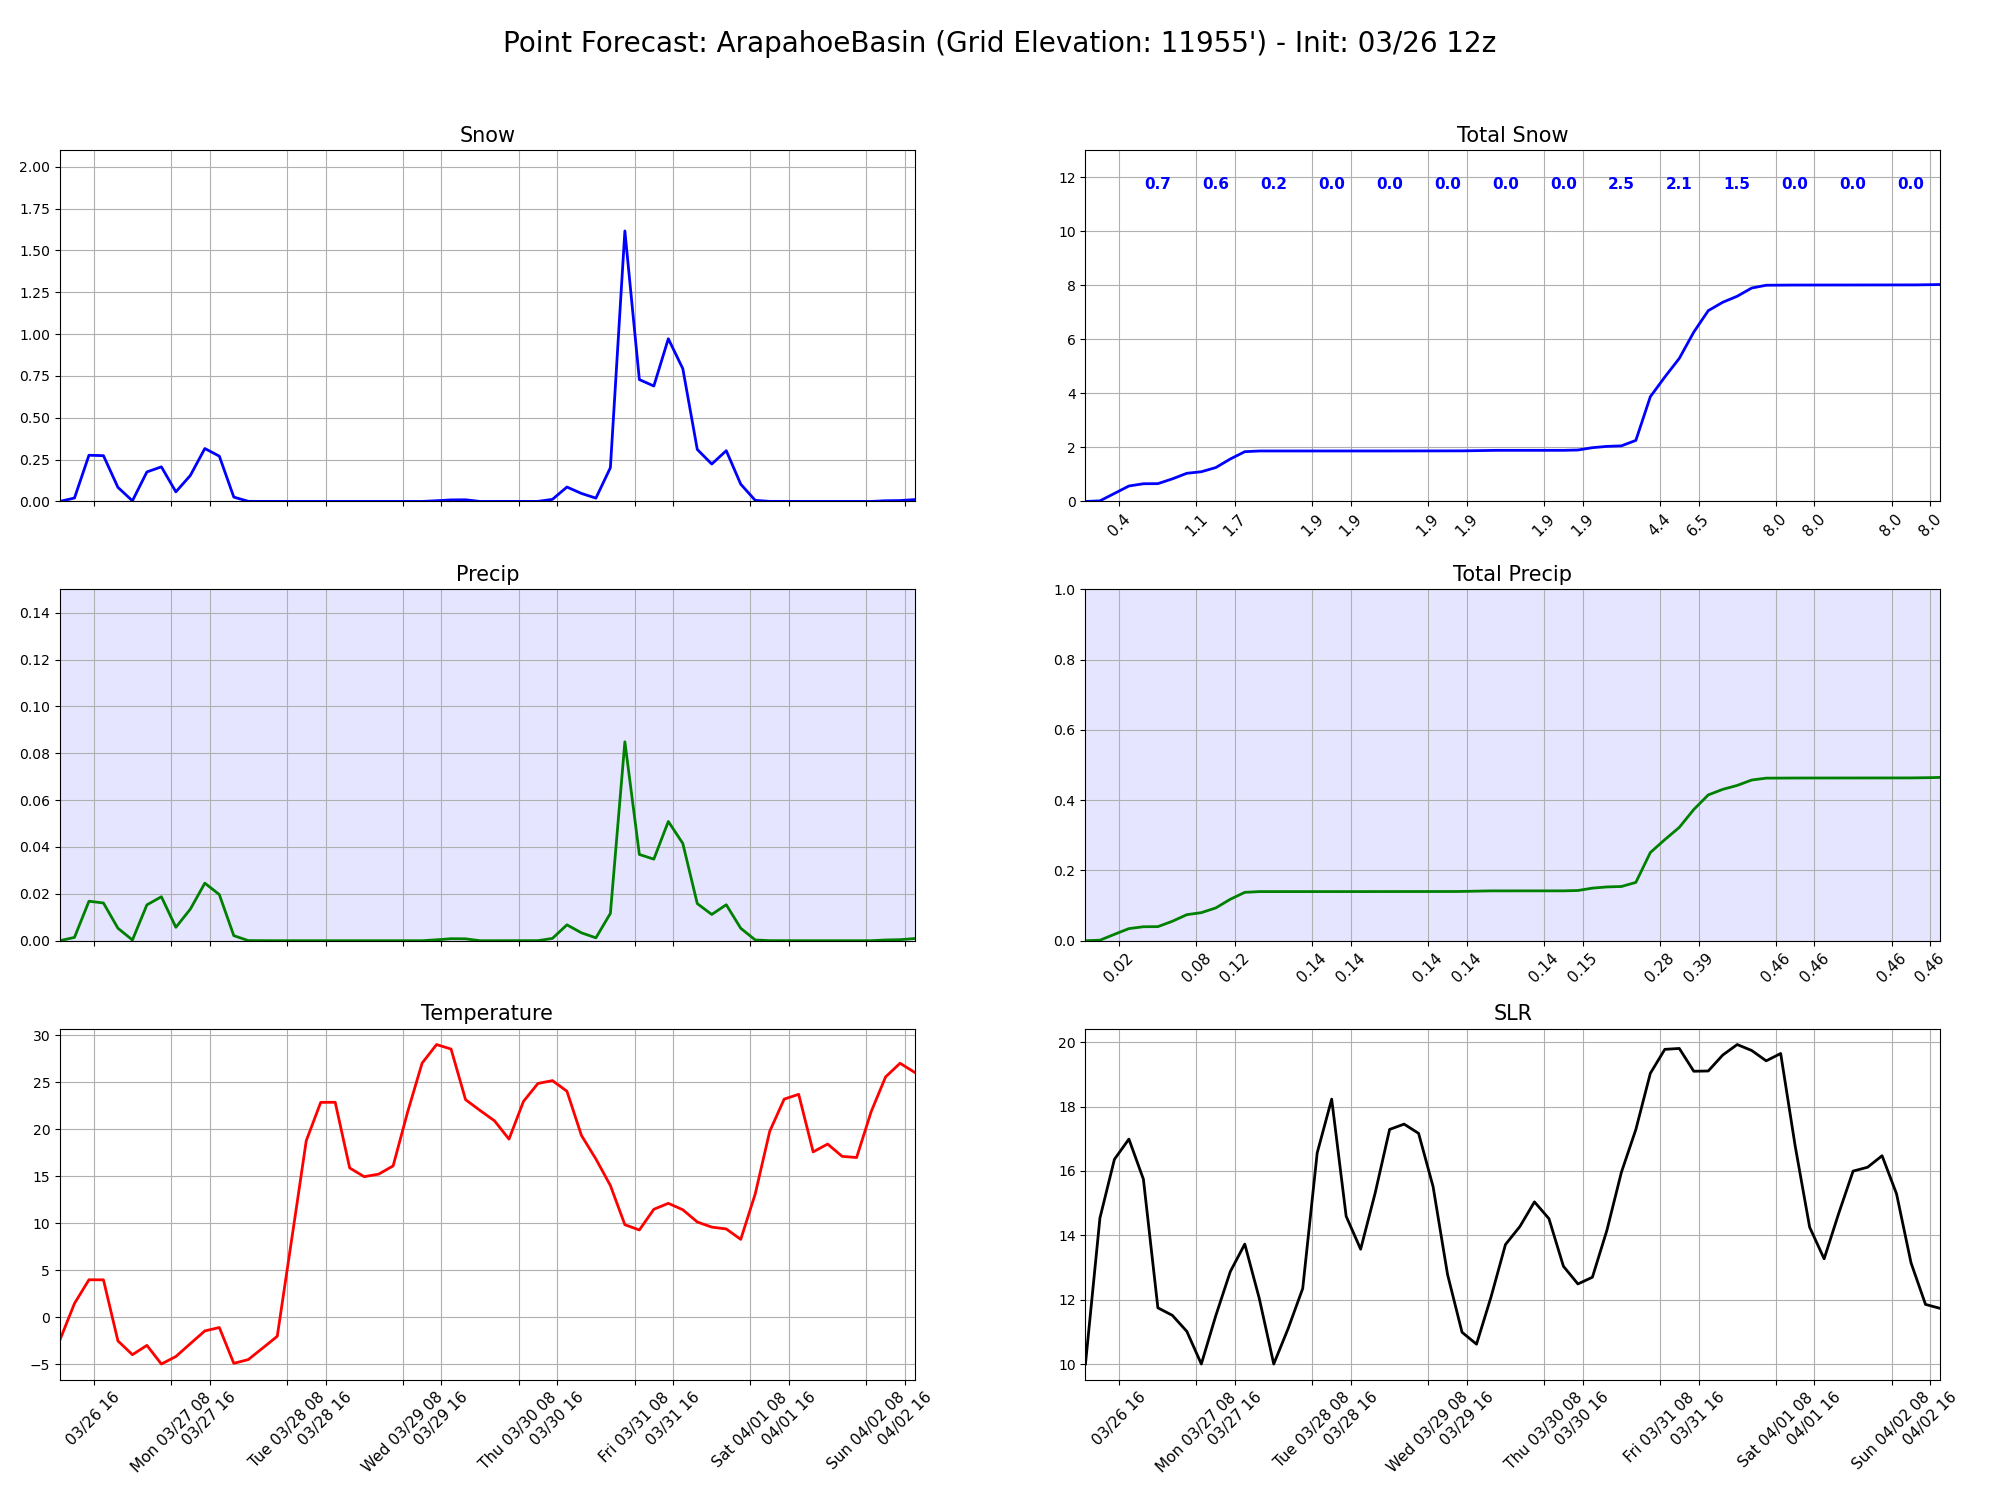 Point Forecast: ArapahoeBasin (Grid Elevation: 11955') - Init: 03/26 12z
Snow
2.00
1.75
1.50
1.25
1.00
0.75
0.50
0.25
0.00
Total Snow
12
10
8
6
4
2
0
0.7 0.6 0.2 0.0 0.0 0.0 0.0 0.0 2.5 2.1 1.5 0.0 0.0 0.0
0.4 1.1 1.7 1.9 1.9 1.9 1.9 1.9 1.9 4.4 6.5 8.0 8.0 8.0 8.0
Precip
0.14
0.12
0.10
0.08
0.06
0.04
0.02
0.00
Total Precip
1.0
0.8
0.6
0.4
0.2
0.0
0.02 0.08 0.12 0.14 0.14 0.14 0.14 0.14 0.15 0.28 0.39 0.46 0.46 0.46 0.46
Temperature
30
25
20
15
10
5
0
−5
03/26 16
Mon 03/27 08
03/27 16
Tue 03/28 08
03/28 16
Wed 03/29 08
03/29 16
Thu 03/30 08
03/30 16
Fri 03/31 08
03/31 16
Sat 04/01 08
04/01 16
Sun 04/02 08
04/02 16
SLR
20
18
16
14
12
10
03/26 16
Mon 03/27 08
03/27 16
Tue 03/28 08
03/28 16
Wed 03/29 08
03/29 16
Thu 03/30 08
03/30 16
Fri 03/31 08
03/31 16
Sat 04/01 08
04/01 16
Sun 04/02 08
04/02 16